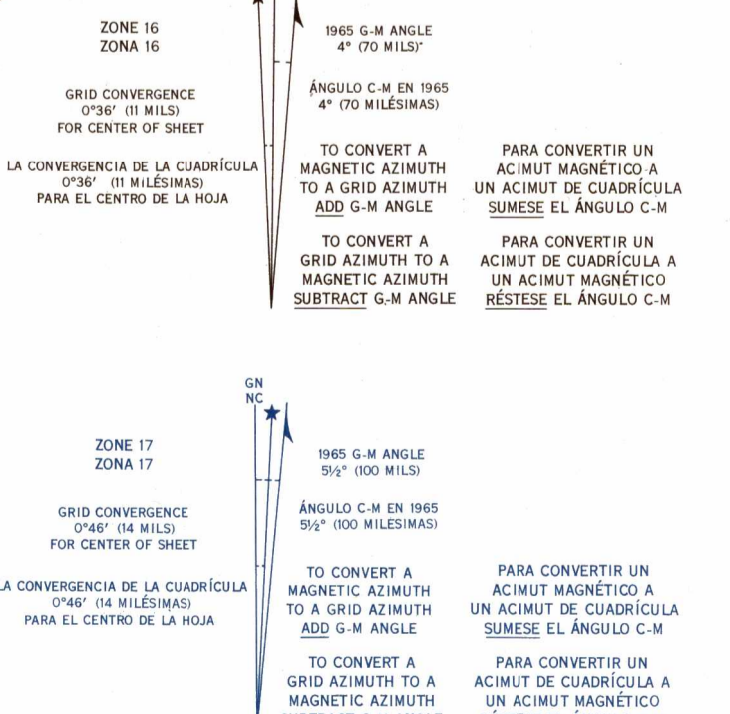 ZONE 16
ZONA 16
GRID CONVERGENCE
0°36' (11 MILS)
FOR CENTER OF SHEET
LA CONVERGENCIA DE LA CUADRÍCULA
0°36' (11 MILÉSIMAS)
PARA EL CENTRO DE LA HOJA
1965 G-M ANGLE
4° (70 MILS)
ÁNGULO C-M EN 1965
4° (70 MILÉSIMAS)
TO CONVERT A
MAGNETIC AZIMUTH
TO A GRID AZIMUTH
ADD G-M ANGLE
PARA CONVERTIR UN
ACIMUT MAGNÉTICO A
UN ACIMUT DE CUADRÍCULA
SUMESE EL ÁNGULO C-M
TO CONVERT A
GRID AZIMUTH TO A
MAGNETIC AZIMUTH
SUBTRACT G-M ANGLE
PARA CONVERTIR UN
ACIMUT DE CUADRÍCULA A
UN ACIMUT MAGNÉTICO
RÉSTESE EL ÁNGULO C-M
GN
NC
ZONE 17
ZONA 17
GRID CONVERGENCE
0°46' (14 MILS)
FOR CENTER OF SHEET
LA CONVERGENCIA DE LA CUADRÍCULA
0°46' (14 MILÉSIMAS)
PARA EL CENTRO DE LA HOJA
1965 G-M ANGLE
5½° (100 MILS)
ÁNGULO C-M EN 1965
5½° (100 MILESIMAS)
TO CONVERT A
MAGNETIC AZIMUTH
TO A GRID AZIMUTH
ADD G-M ANGLE
PARA CONVERTIR UN
ACIMUT MAGNÉTICO A
UN ACIMUT DE CUADRÍCULA
SUMESE EL ÁNGULO C-M
TO CONVERT A
GRID AZIMUTH TO A
MAGNETIC AZIMUTH
PARA CONVERTIR UN
ACIMUT DE CUADRÍCULA A
UN ACIMUT MAGNÉTICO